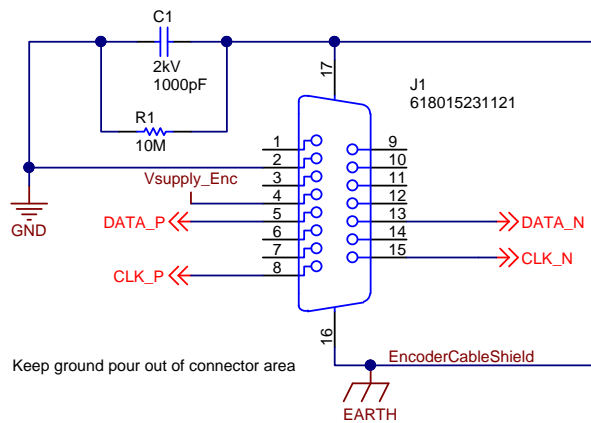 C1
2kV
1000pF
R1
10M
17
J1
618015231121
1
2
3
4
5
6
7
8
9
10
11
12
13
14
15
Vsupply_Enc
GND
DATA_P
DATA_N
CLK_P
CLK_N
16
Keep ground pour out of connector area
EncoderCableShield
EARTH